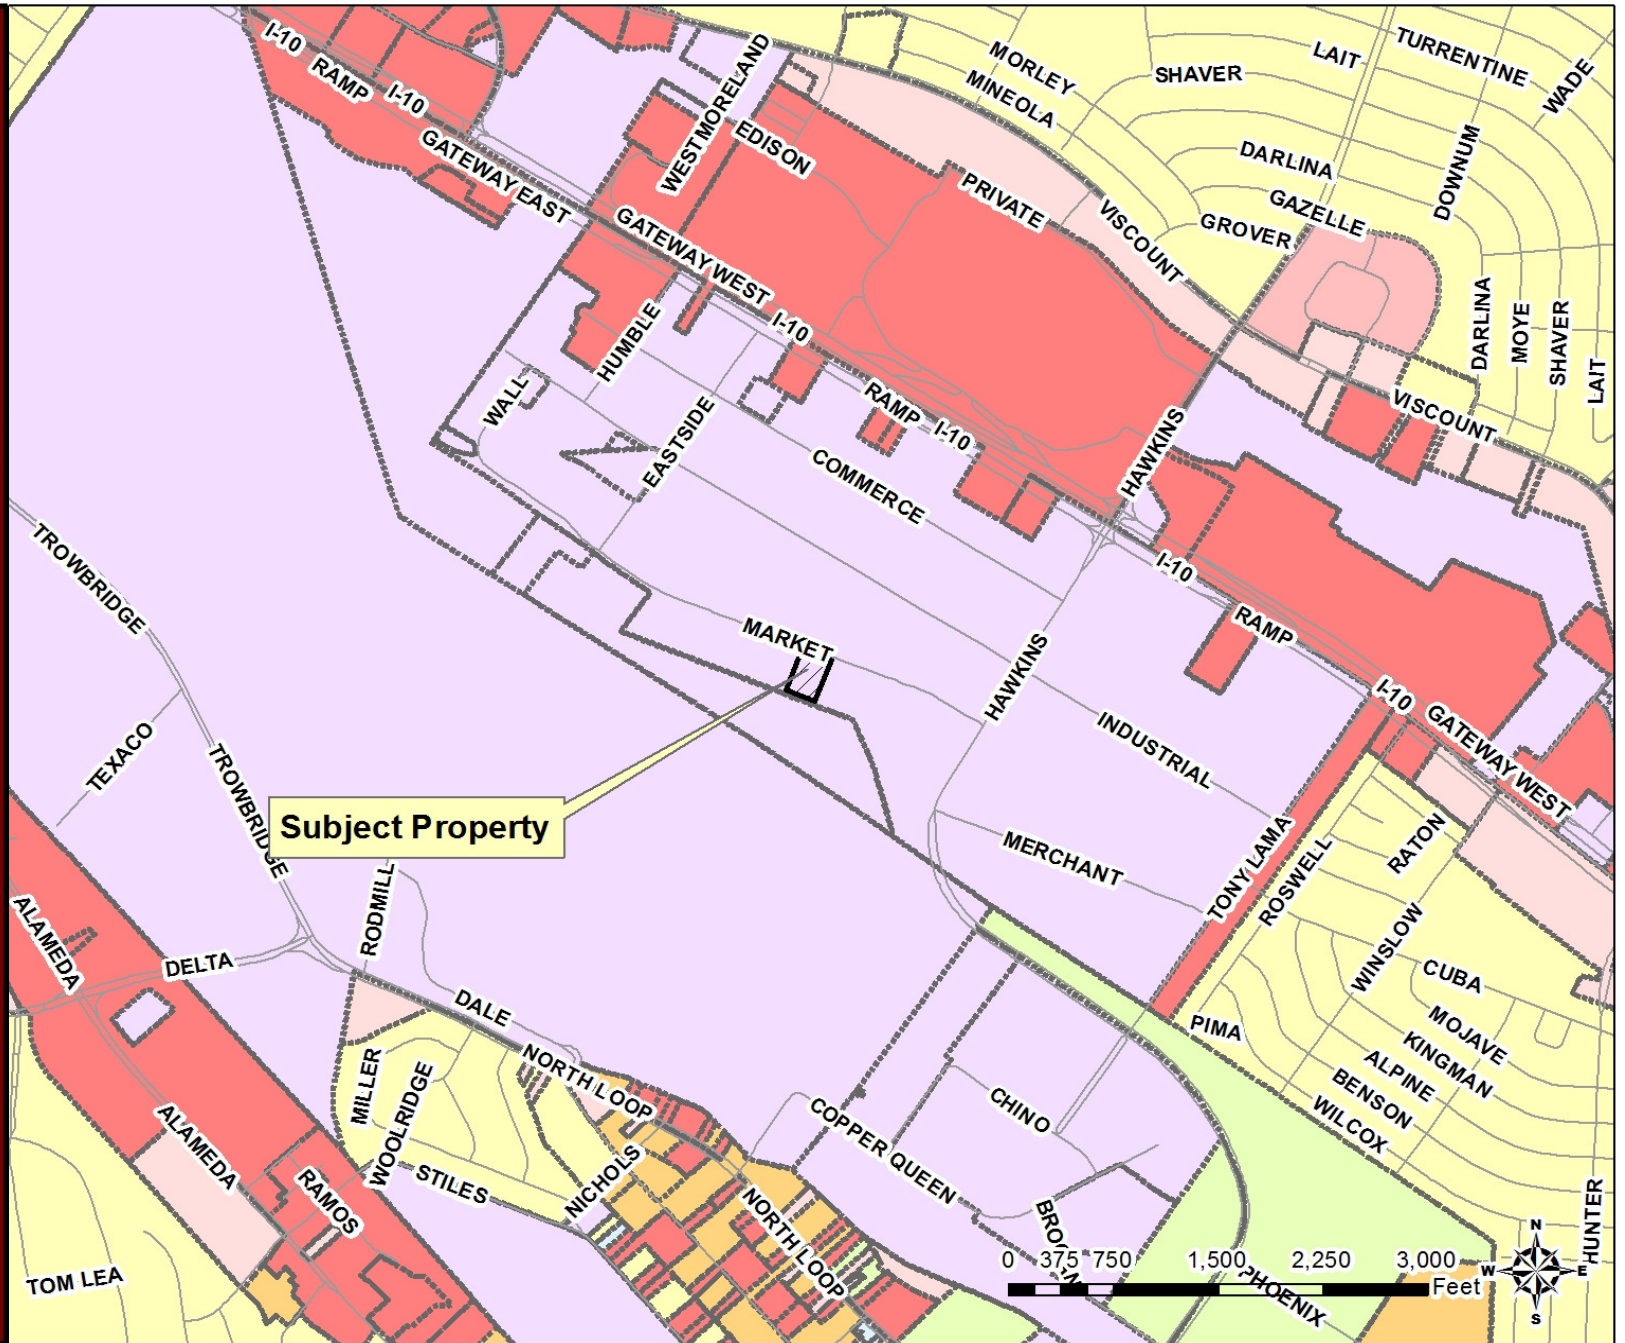 I-10
RAMP
I-10
GATEWAY EAST
WESTMORELAND
EDISON
GATEWAY WEST
I-10
PRIVATE
VISCOUNT
MORLEY
MINEOLA
SHAVER
LAIT
TURRENTINE
WADE
DARLINA
DOWNUM
GAZELLE
GROVER
DARLINA
MOYE
SHAVER
LAIT
VISCOUNT
HUMBLE
WALL
EASTSIDE
RAMP
I-10
COMMERCE
HAWKINS
I-10
RAMP
I-10
GATEWAY WEST
TROWBRIDGE
TEXACO
TROWBRIDGE
MARKET
HAWKINS
INDUSTRIAL
MERCHANT
TONY LAMA
ROSWELL
RATON
WINSLOW
CUBA
MOJAVE
KINGMAN
ALPINE
BENSON
WILCOX
PIMA
HUNTER
Subject Property
RODMILL
ALAMEDA
DELTA
DALE
NORTH LOOP
MILLER
WOOLRIDGE
STILES
NICHOLS
NORTH LOOP
ALAMEDA
RAMOS
TOM LEA
CHINO
COPPER QUEEN
PHOENIX
0 375 750 1,500 2,250 3,000
Feet
N
W E
S